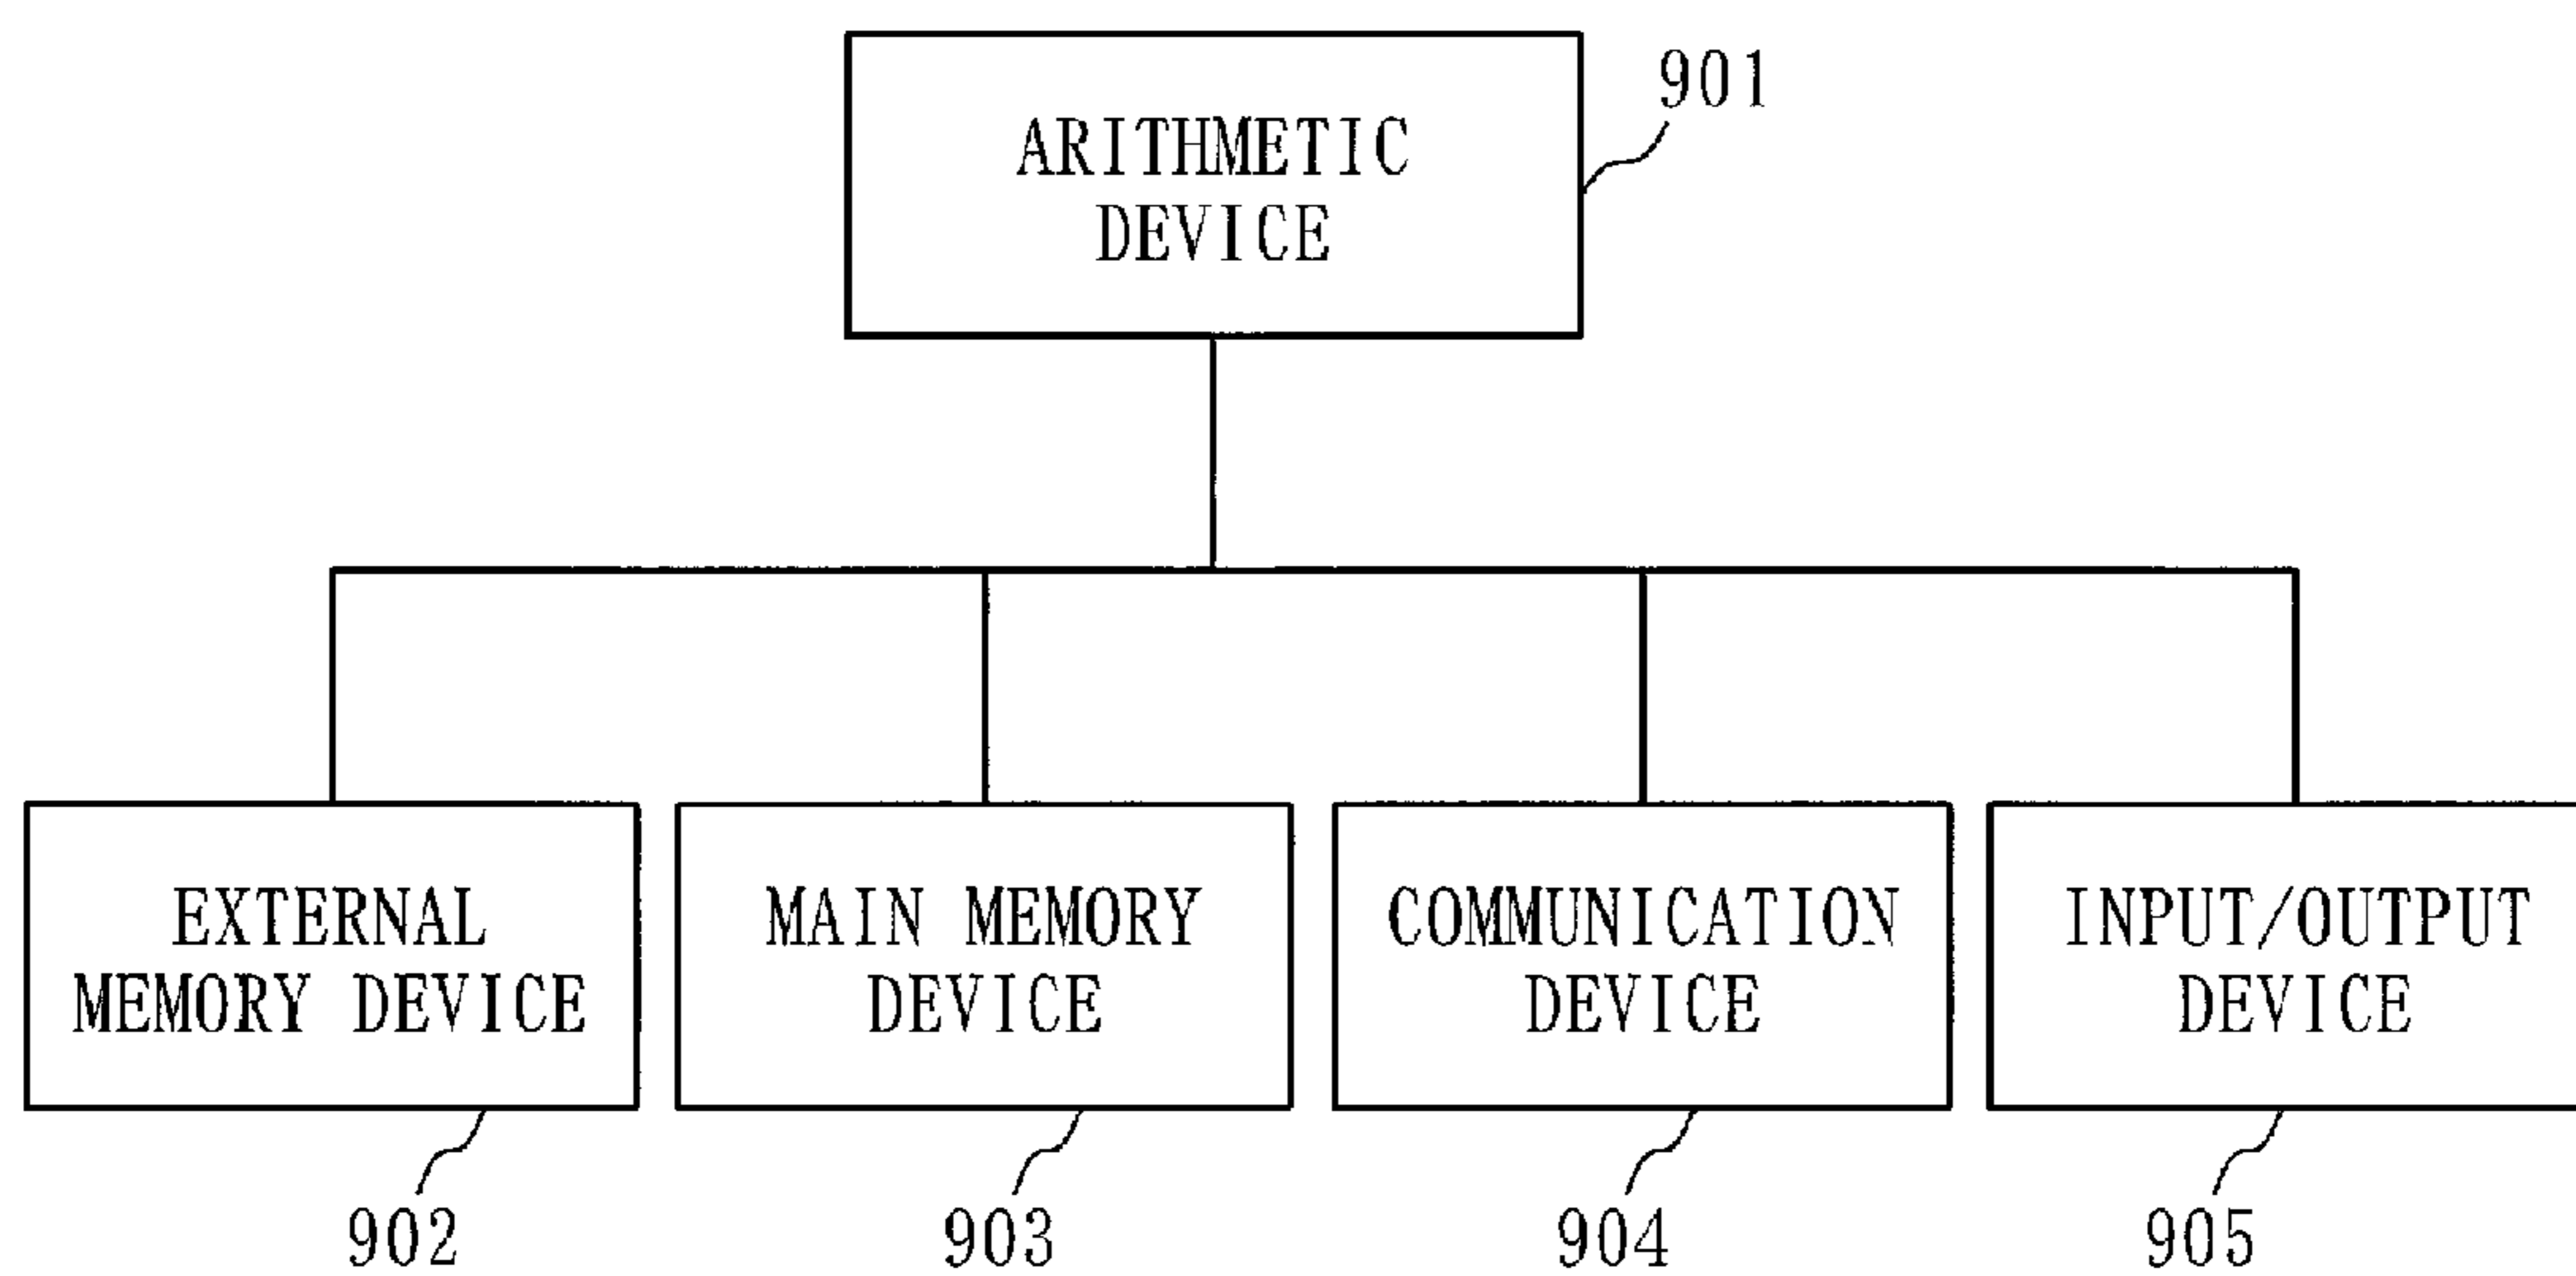 901
ARITHMETIC
DEVICE
EXTERNAL
MEMORY DEVICE
MAIN MEMORY
DEVICE
COMMUNICATION
DEVICE
INPUT/OUTPUT
DEVICE
902
903
904
905